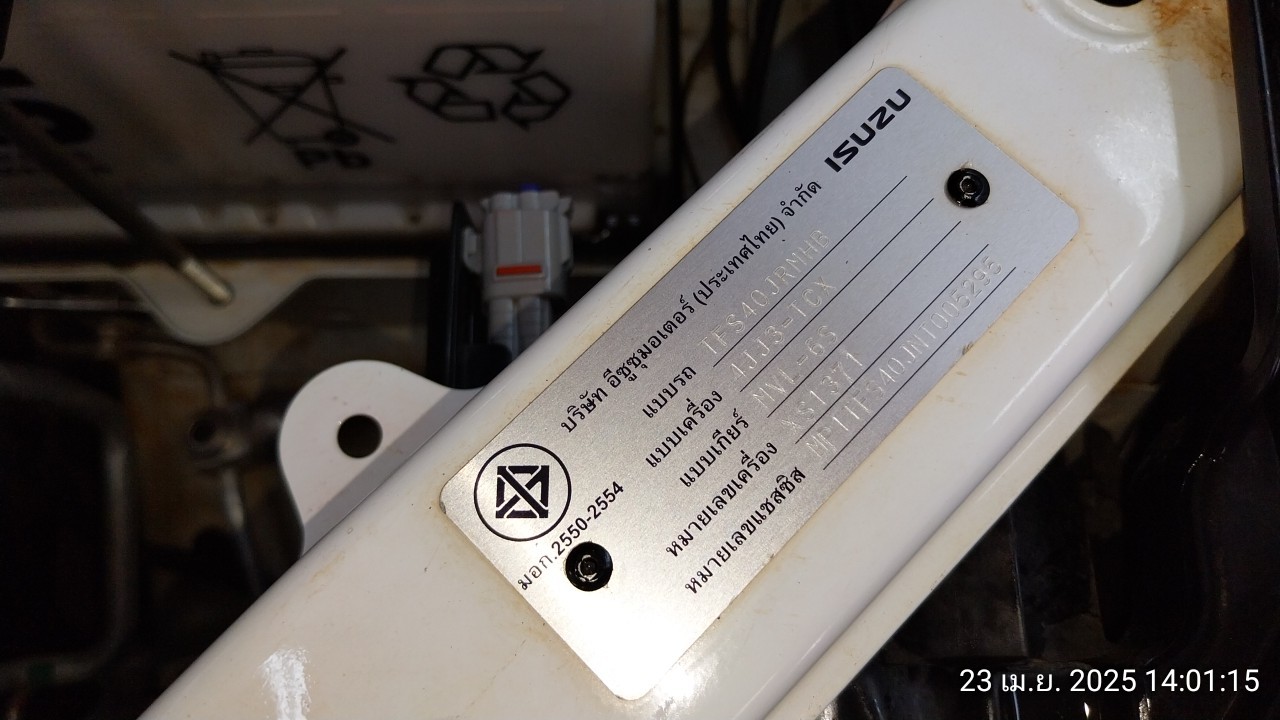 Pb
ISUZU
บริษัท อีซูซุมอเตอร์ (ประเทศไทย) จำกัด
แบบรถ TFS40JRMHB
แบบเครื่อง 4JJ3-TCX
แบบเกียร์ MVL-6S
หมายเลขเครื่อง XS1371
หมายเลขแชสซิส MP1TFS40JNT005295
มอก.2550-2554
23 เม.ย. 2025 14:01:15